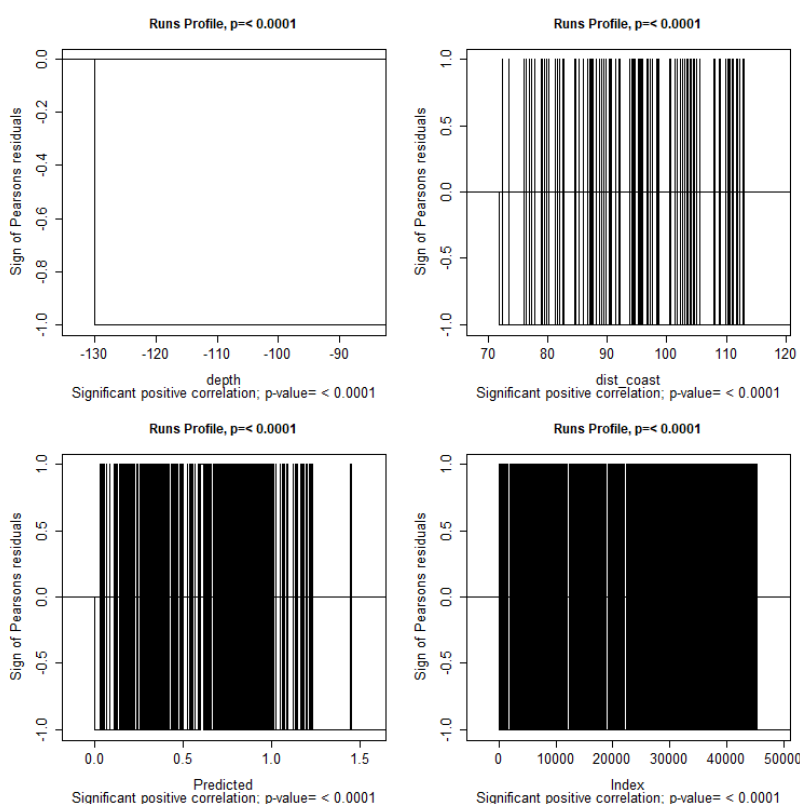 Runs Profile, p=< 0.0001
Sign of Pearsons residuals
0.0
-0.2
-0.4
-0.6
-0.8
-1.0
-130
-120
-110
-100
-90
depth
Significant positive correlation; p-value= < 0.0001
Runs Profile, p=< 0.0001
Sign of Pearsons residuals
1.0
0.5
0.0
-0.5
-1.0
70
80
90
100
110
120
dist_coast
Significant positive correlation; p-value= < 0.0001
Runs Profile, p=< 0.0001
Sign of Pearsons residuals
1.0
0.5
0.0
-0.5
-1.0
0.0
0.5
1.0
1.5
Predicted
Significant positive correlation; p-value= < 0.0001
Runs Profile, p=< 0.0001
Sign of Pearsons residuals
1.0
0.5
0.0
-0.5
-1.0
0
10000
20000
30000
40000
50000
Index
Significant positive correlation; p-value= < 0.0001